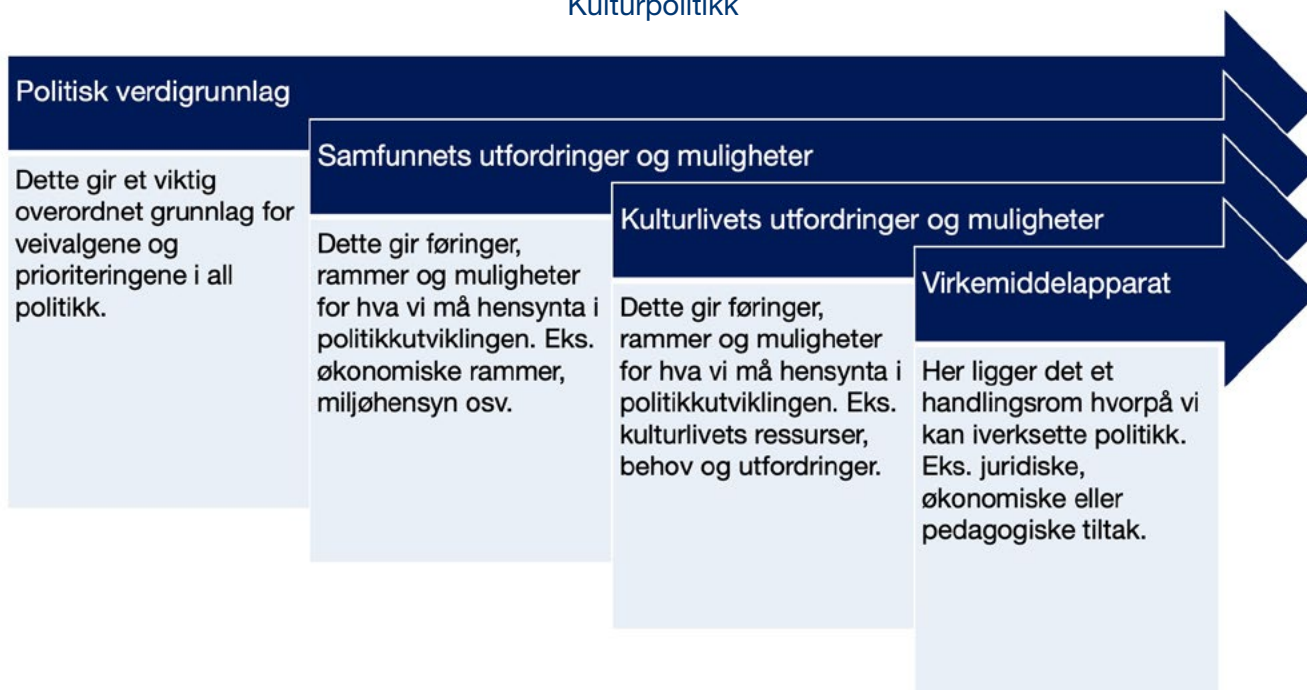 Kulturpolitikk
Politisk verdigrunnlag
Dette gir et viktig
overordnet grunnlag for
veivalgene og
prioriteringene i all
politikk.
Samfunnets utfordringer og muligheter
Dette gir føringer,
rammer og muligheter
for hva vi må hensynta i
politikkutviklingen. Eks.
økonomiske rammer,
miljøhensyn osv.
Kulturlivets utfordringer og muligheter
Dette gir føringer,
rammer og muligheter
for hva vi må hensynta i
politikkutviklingen. Eks.
kulturlivets ressurser,
behov og utfordringer.
Virkemiddelapparat
Her ligger det et
handlingsrom hvorpå vi
kan iverksette politikk.
Eks. juridiske,
økonomiske eller
pedagogiske tiltak.